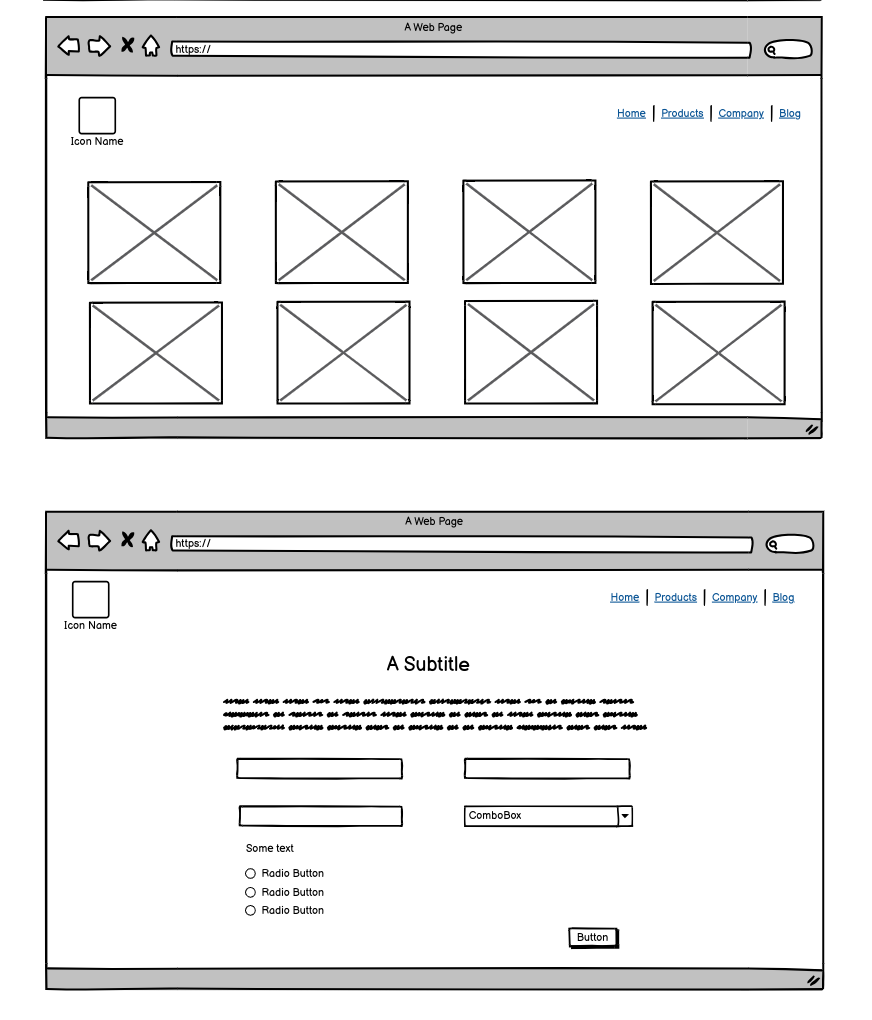 A Web Page
https://
Home Products Company Blog
Icon Name
A Web Page
https://
Home Products Company Blog
Icon Name
A Subtitle
ComboBox
Some text
Radio Button
Radio Button
Radio Button
Button